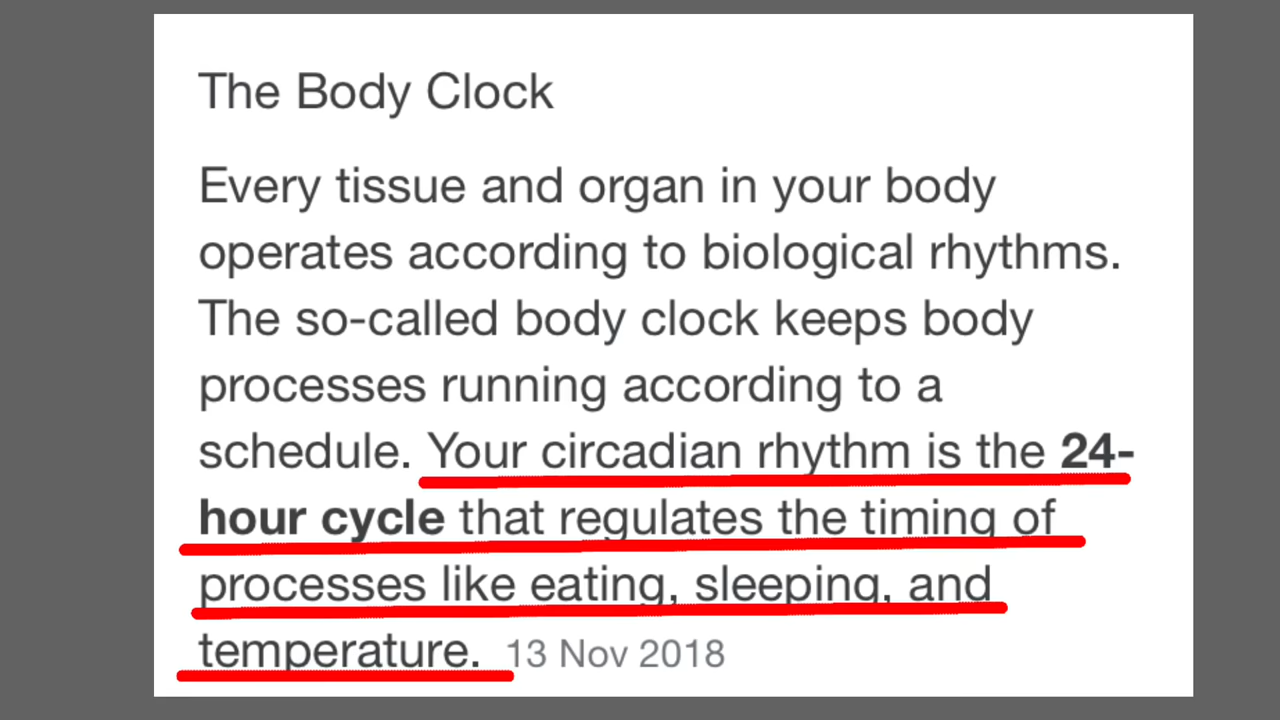 The Body Clock
Every tissue and organ in your body
operates according to biological rhythms.
The so-called body clock keeps body
processes running according to a
schedule. Your circadian rhythm is the 24-
hour cycle that regulates the timing of
processes like eating, sleeping, and
temperature. 13 Nov 2018